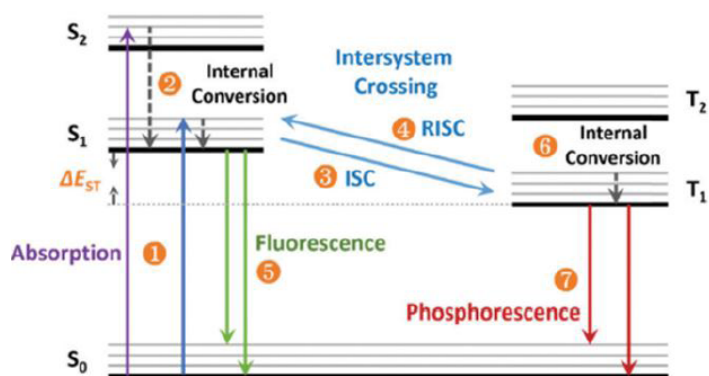 S2
Intersystem
Crossing
2
Internal
Conversion
T2
4 RISC
S1
6 Internal
Conversion
3 ISC
ΔEST
T1
Absorption 1
Fluorescence
5
7
Phosphorescence
S0